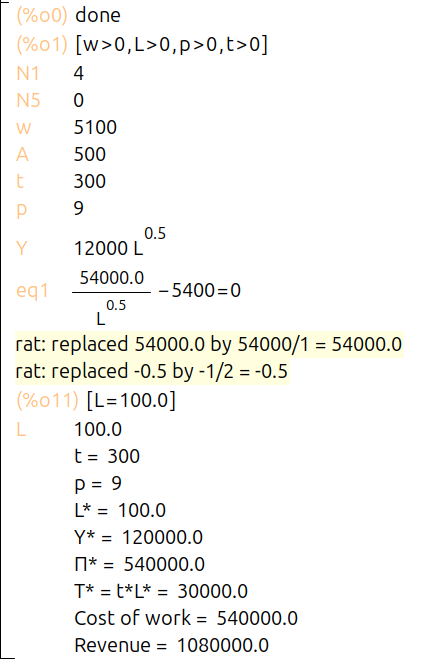 (%o0) done
(%o1) [w>0,L>0,p>0,t>0]
N1 4
N5 0
w 5100
A 500
t 300
p 9
Y 12000 L^0.5
eq1 54000.0/L^0.5 −5400=0
rat: replaced 54000.0 by 54000/1 = 54000.0
rat: replaced -0.5 by -1/2 = -0.5
(%o11) [L=100.0]
L 100.0
t = 300
p = 9
L* = 100.0
Y* = 120000.0
Π* = 540000.0
T* = t*L* = 30000.0
Cost of work = 540000.0
Revenue = 1080000.0